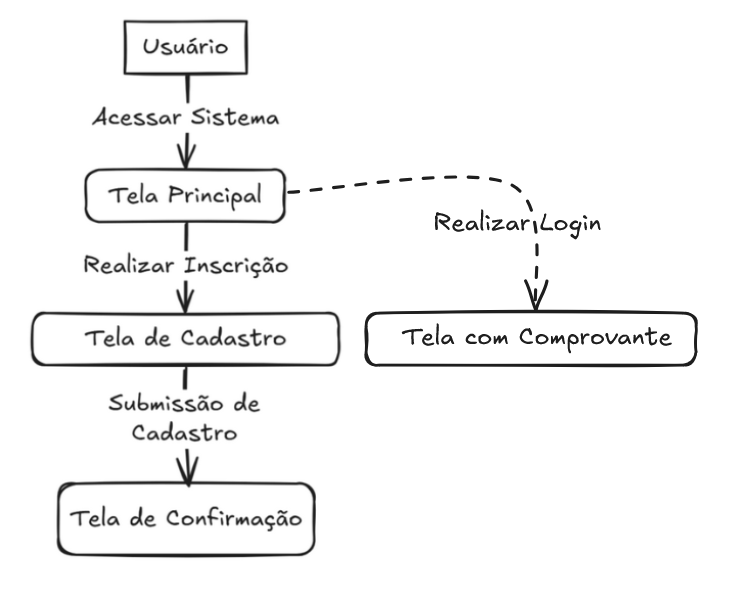 Usuário
Acessar Sistema
Tela Principal
Realizar Login
Realizar Inscrição
Tela de Cadastro
Tela com Comprovante
Submissão de
Cadastro
Tela de Confirmação